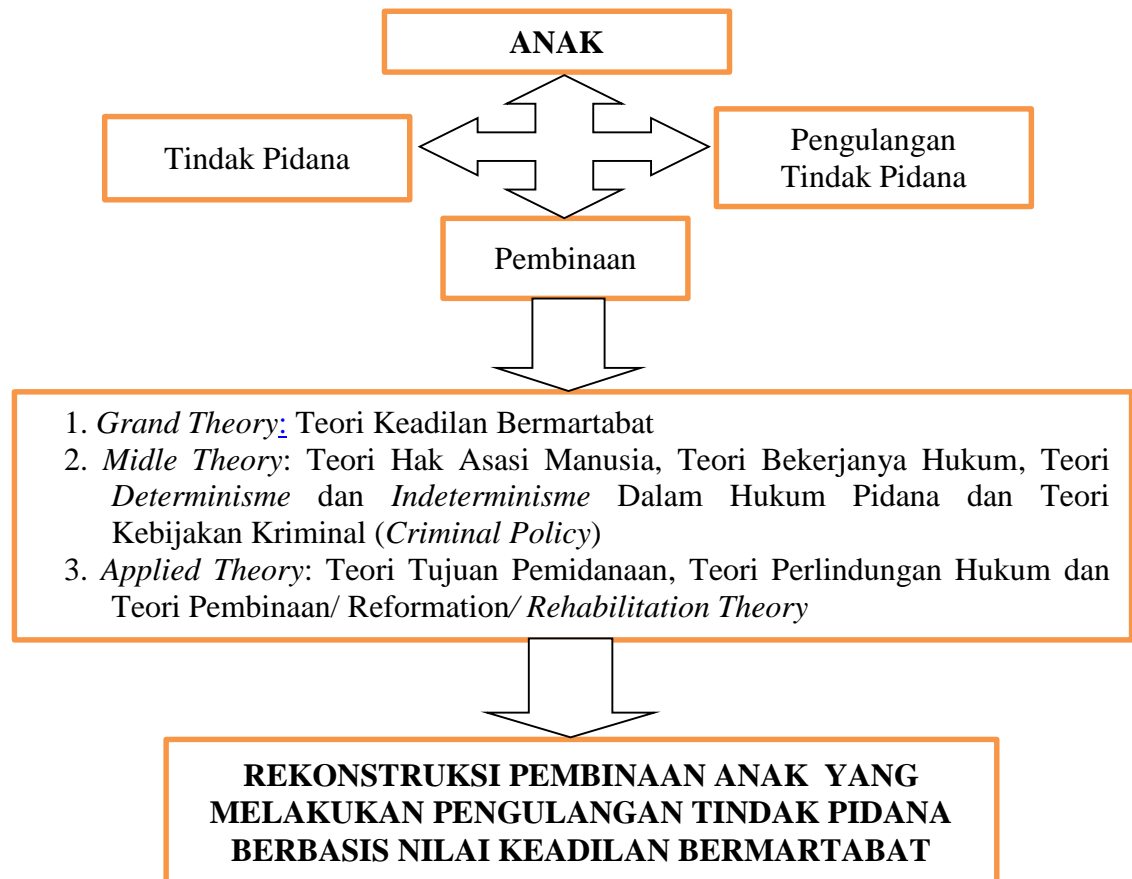 ANAK
Tindak Pidana
Pengulangan
Tindak Pidana
Pembinaan
1. Grand Theory: Teori Keadilan Bermartabat
2. Midle Theory: Teori Hak Asasi Manusia, Teori Bekerjanya Hukum, Teori
Determinisme dan Indeterminisme Dalam Hukum Pidana dan Teori
Kebijakan Kriminal (Criminal Policy)
3. Applied Theory: Teori Tujuan Pemidanaan, Teori Perlindungan Hukum dan
Teori Pembinaan/ Reformation/ Rehabilitation Theory
REKONSTRUKSI PEMBINAAN ANAK YANG
MELAKUKAN PENGULANGAN TINDAK PIDANA
BERBASIS NILAI KEADILAN BERMARTABAT